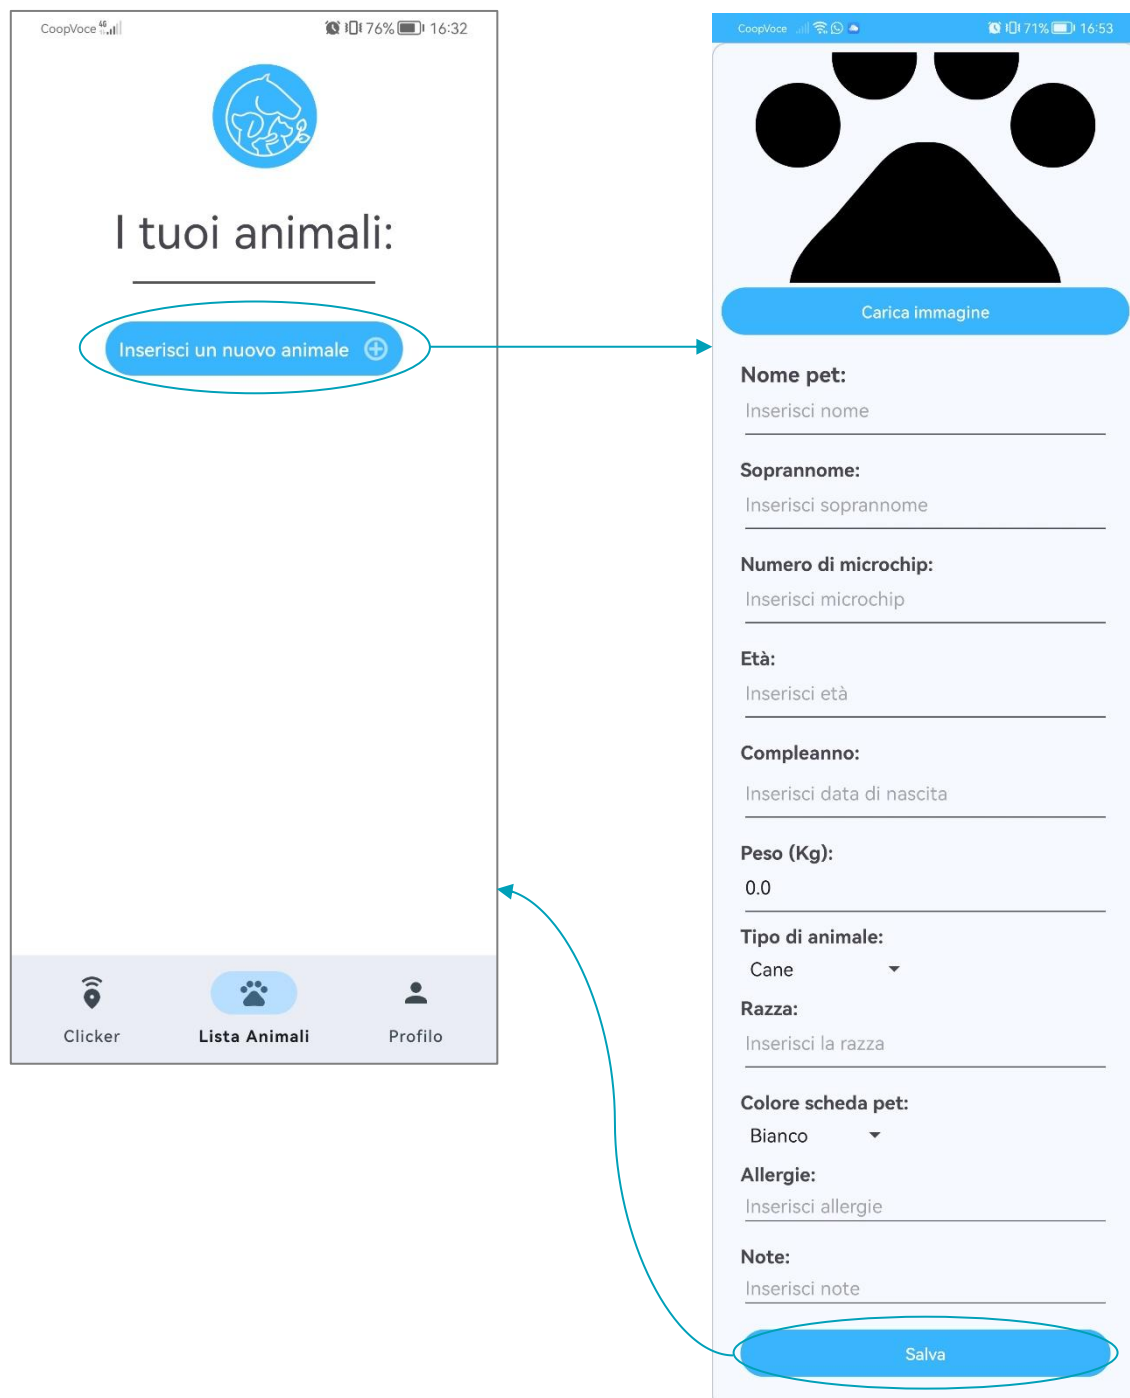 CoopVoce 4G 76% 16:32
I tuoi animali:
Inserisci un nuovo animale
Clicker
Lista Animali
Profilo
CoopVoce 71% 16:53
Carica immagine
Nome pet:
Inserisci nome
Soprannome:
Inserisci soprannome
Numero di microchip:
Inserisci microchip
Età:
Inserisci età
Compleanno:
Inserisci data di nascita
Peso (Kg):
0.0
Tipo di animale:
Cane
Razza:
Inserisci la razza
Colore scheda pet:
Bianco
Allergie:
Inserisci allergie
Note:
Inserisci note
Salva